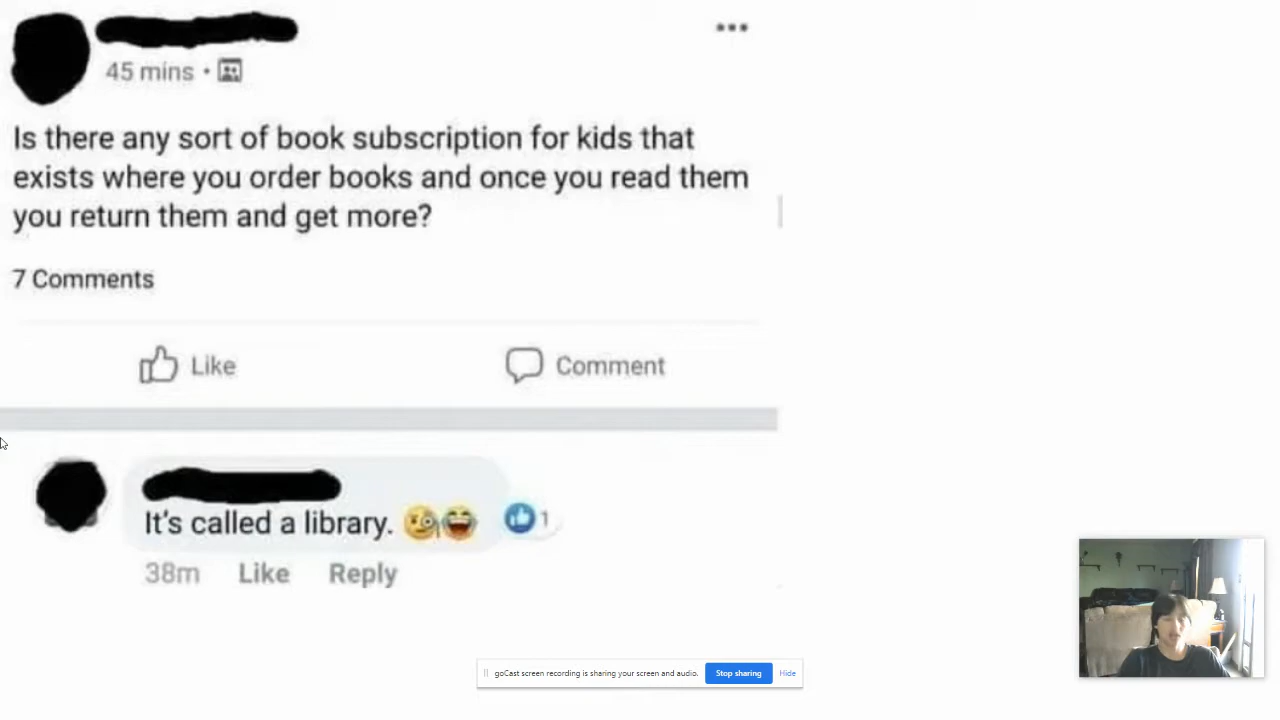 45 mins •
Is there any sort of book subscription for kids that
exists where you order books and once you read them
you return them and get more?
7 Comments
Like
Comment
It's called a library. 🧐😆
1
38m Like Reply
goCast screen recording is sharing your screen and audio. Stop sharing Hide